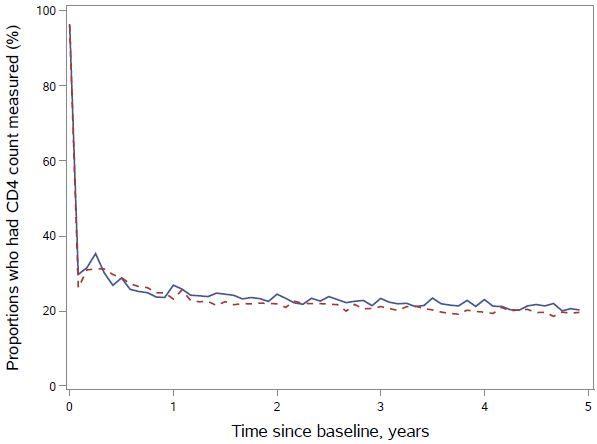 Proportions who had CD4 count measured (%)
100
80
60
40
20
0
0 1 2 3 4 5
Time since baseline, years